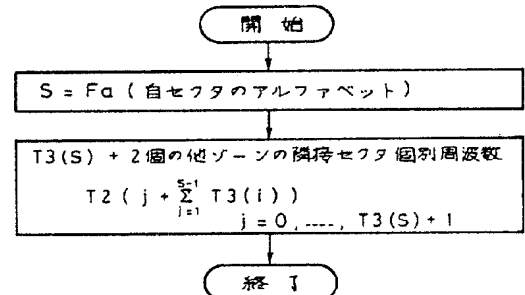 開始
S = Fa (自セクタのアルファベット)
T3(S) + 2個の他ゾーンの隣接セクタ個別周波数
T2 ( j + S-1 Σ j=1 T3(i) )
j = 0, ----, T3(S) + 1
終了